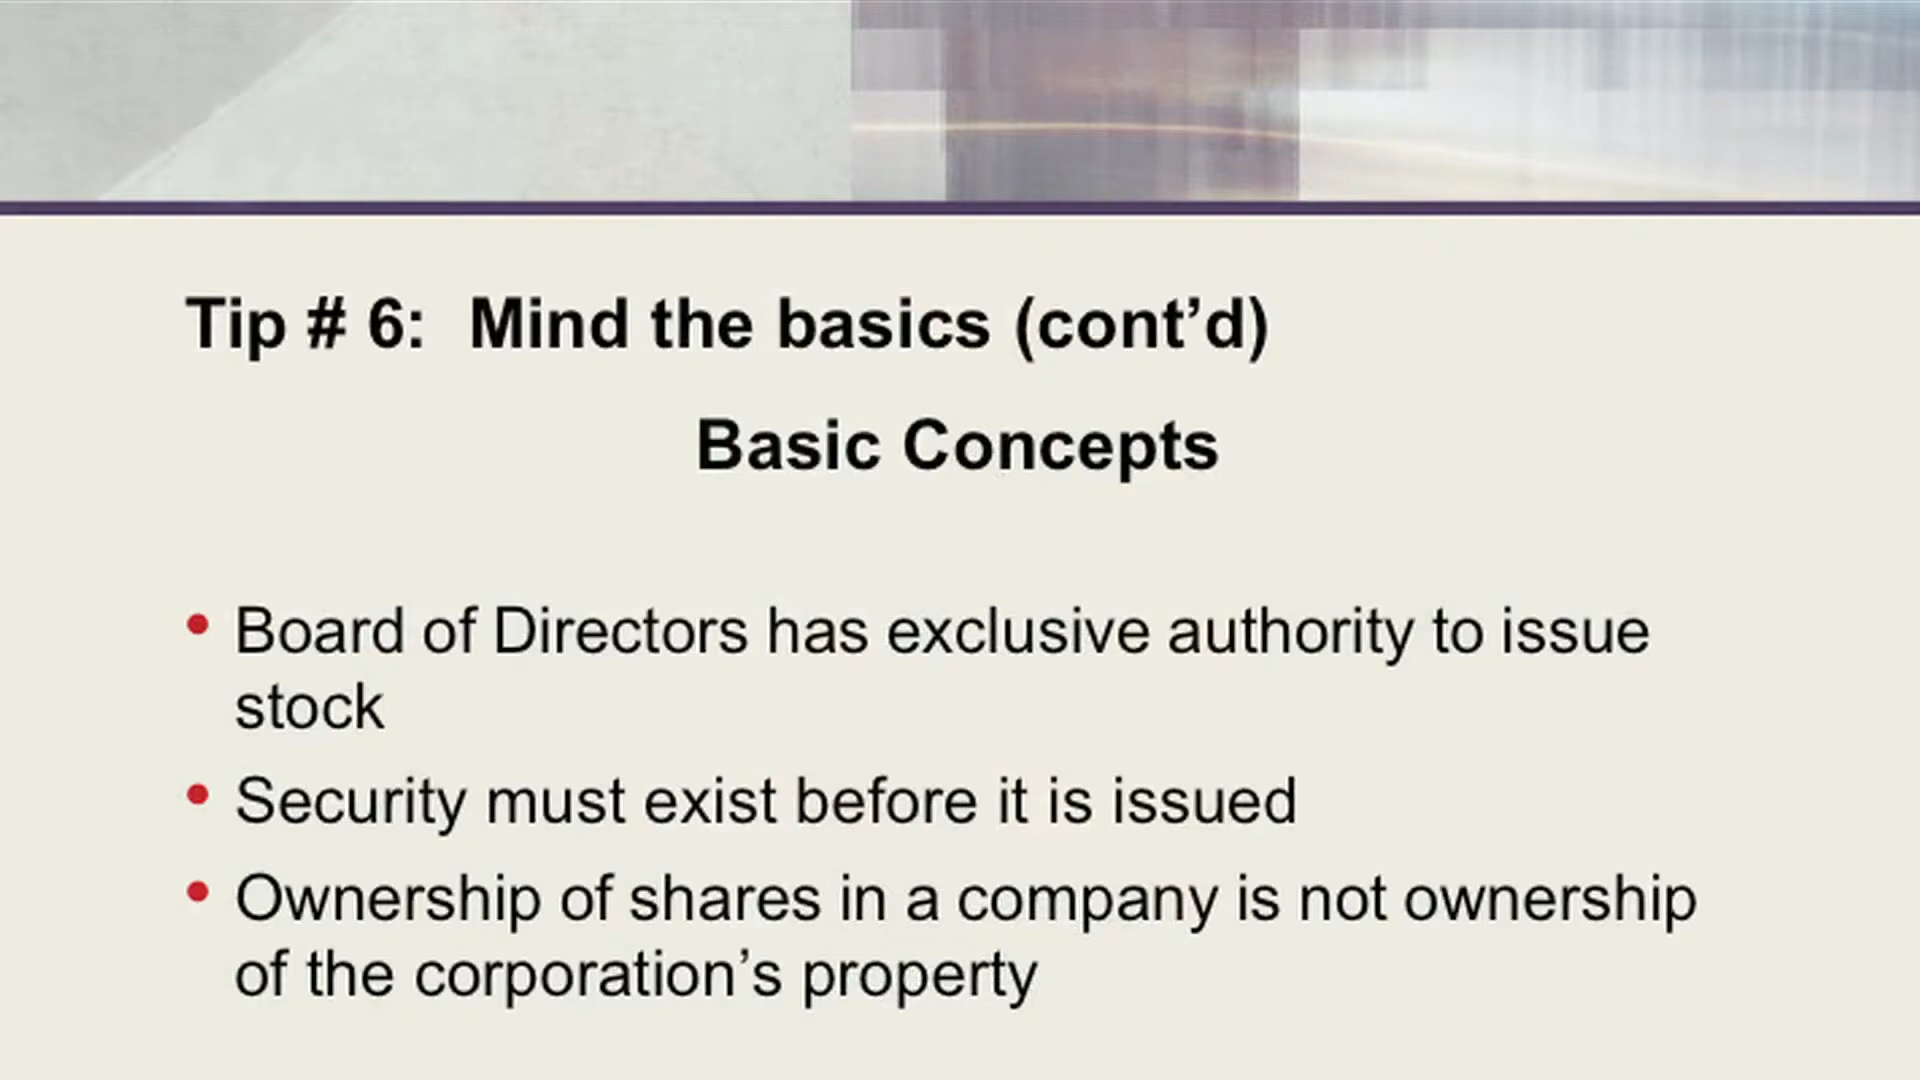 Tip # 6:  Mind the basics (cont’d)
Basic Concepts
• Board of Directors has exclusive authority to issue
stock
• Security must exist before it is issued
• Ownership of shares in a company is not ownership
of the corporation’s property